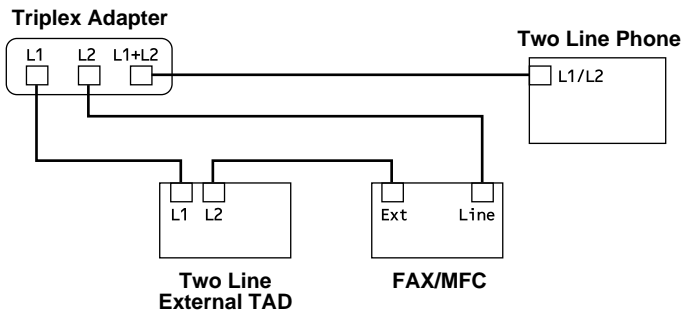 Triplex Adapter
L1 L2 L1+L2
Two Line Phone
L1/L2
L1 L2
Ext Line
Two Line
External TAD
FAX/MFC